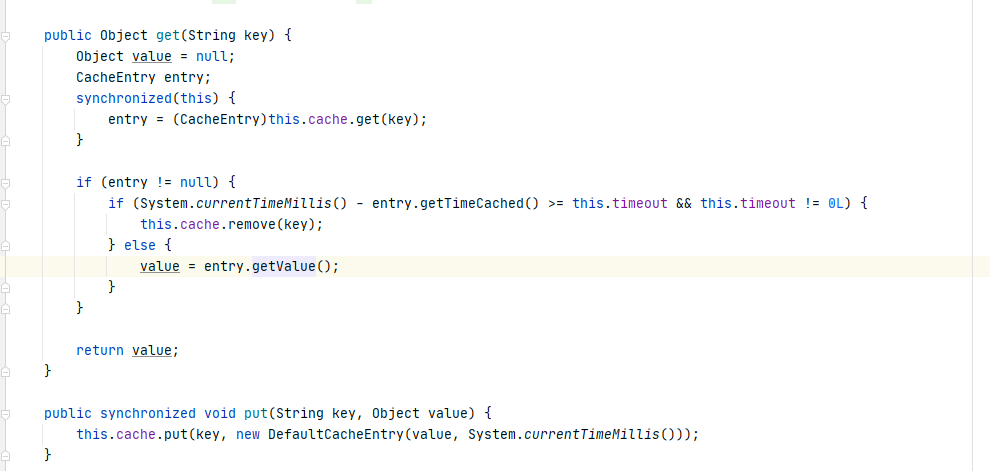 public Object get(String key) {
Object value = null;
CacheEntry entry;
synchronized(this) {
entry = (CacheEntry)this.cache.get(key);
}
if (entry != null) {
if (System.currentTimeMillis() - entry.getTimeCached() >= this.timeout && this.timeout != 0L) {
this.cache.remove(key);
} else {
value = entry.getValue();
}
}
return value;
}
public synchronized void put(String key, Object value) {
this.cache.put(key, new DefaultCacheEntry(value, System.currentTimeMillis()));
}